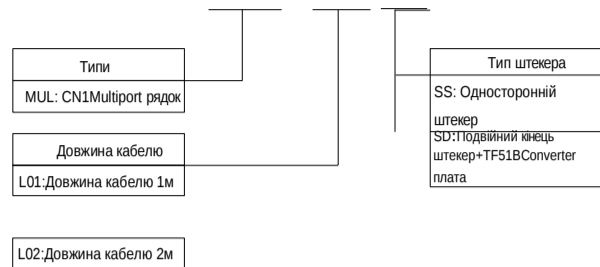 Типи
MUL: CN1Multiport рядок
Довжина кабелю
L01:Довжина кабелю 1м
L02:Довжина кабелю 2м
Тип штекера
SS: Односторонній
штекер
SD:Подвійний кінець
штекер+TF51BConverter
плата